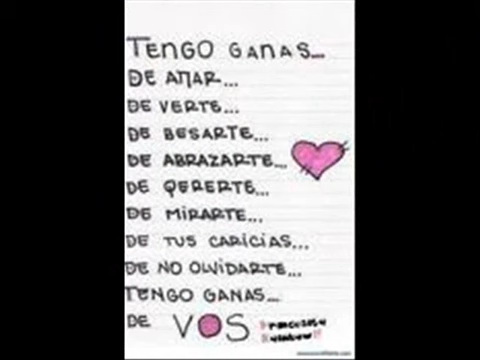 TENGO GANAS...
DE AMAR...
DE VERTE...
DE BESARTE...
DE ABRAZARTE...
DE QERERTE...
DE MIRARTE...
DE TUS CARICIAS...
DE NO OLVIDARTE...
TENGO GANAS...
DE VOS